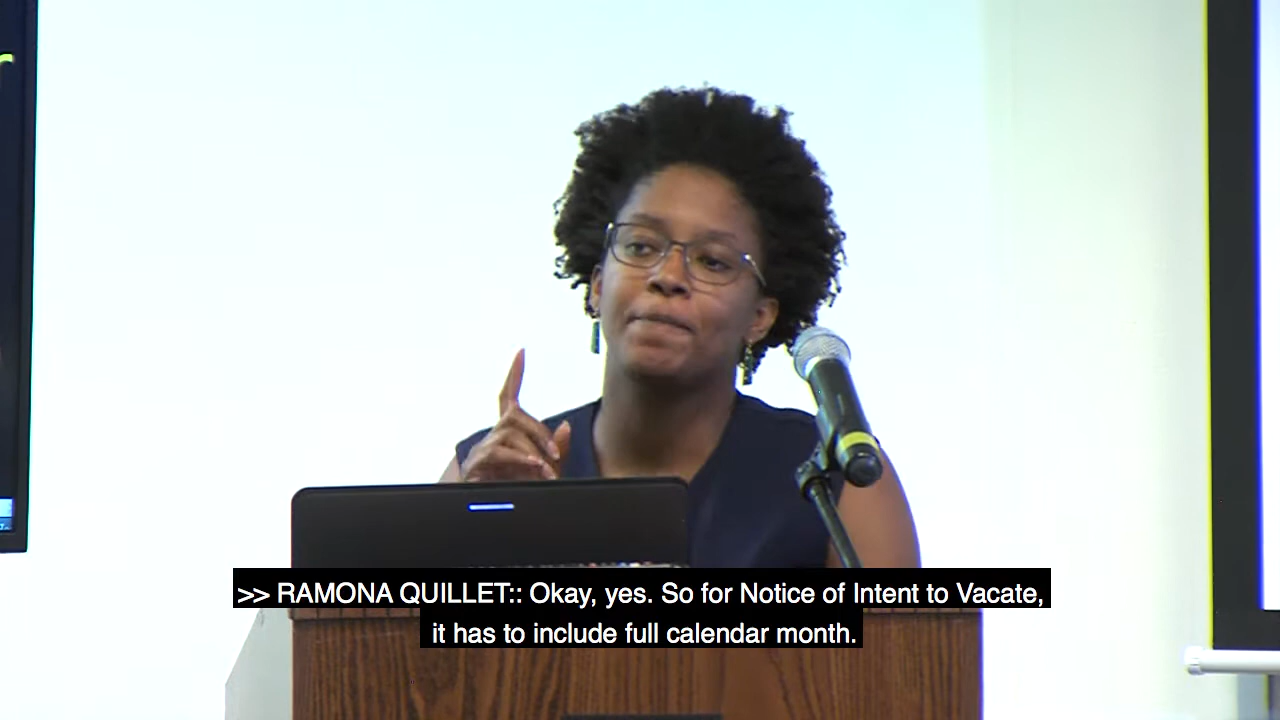 >> RAMONA QUILLET:: Okay, yes. So for Notice of Intent to Vacate,
it has to include full calendar month.